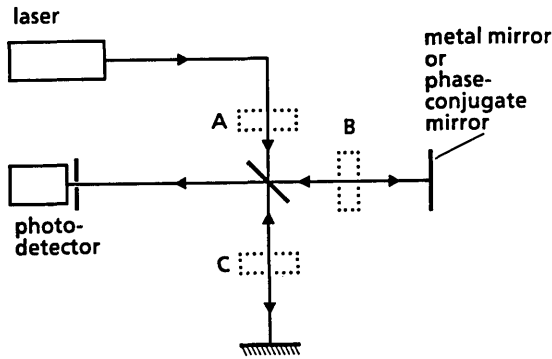 laser
metal mirror
or
phase-
conjugate
mirror
A
B
photo-
detector
C